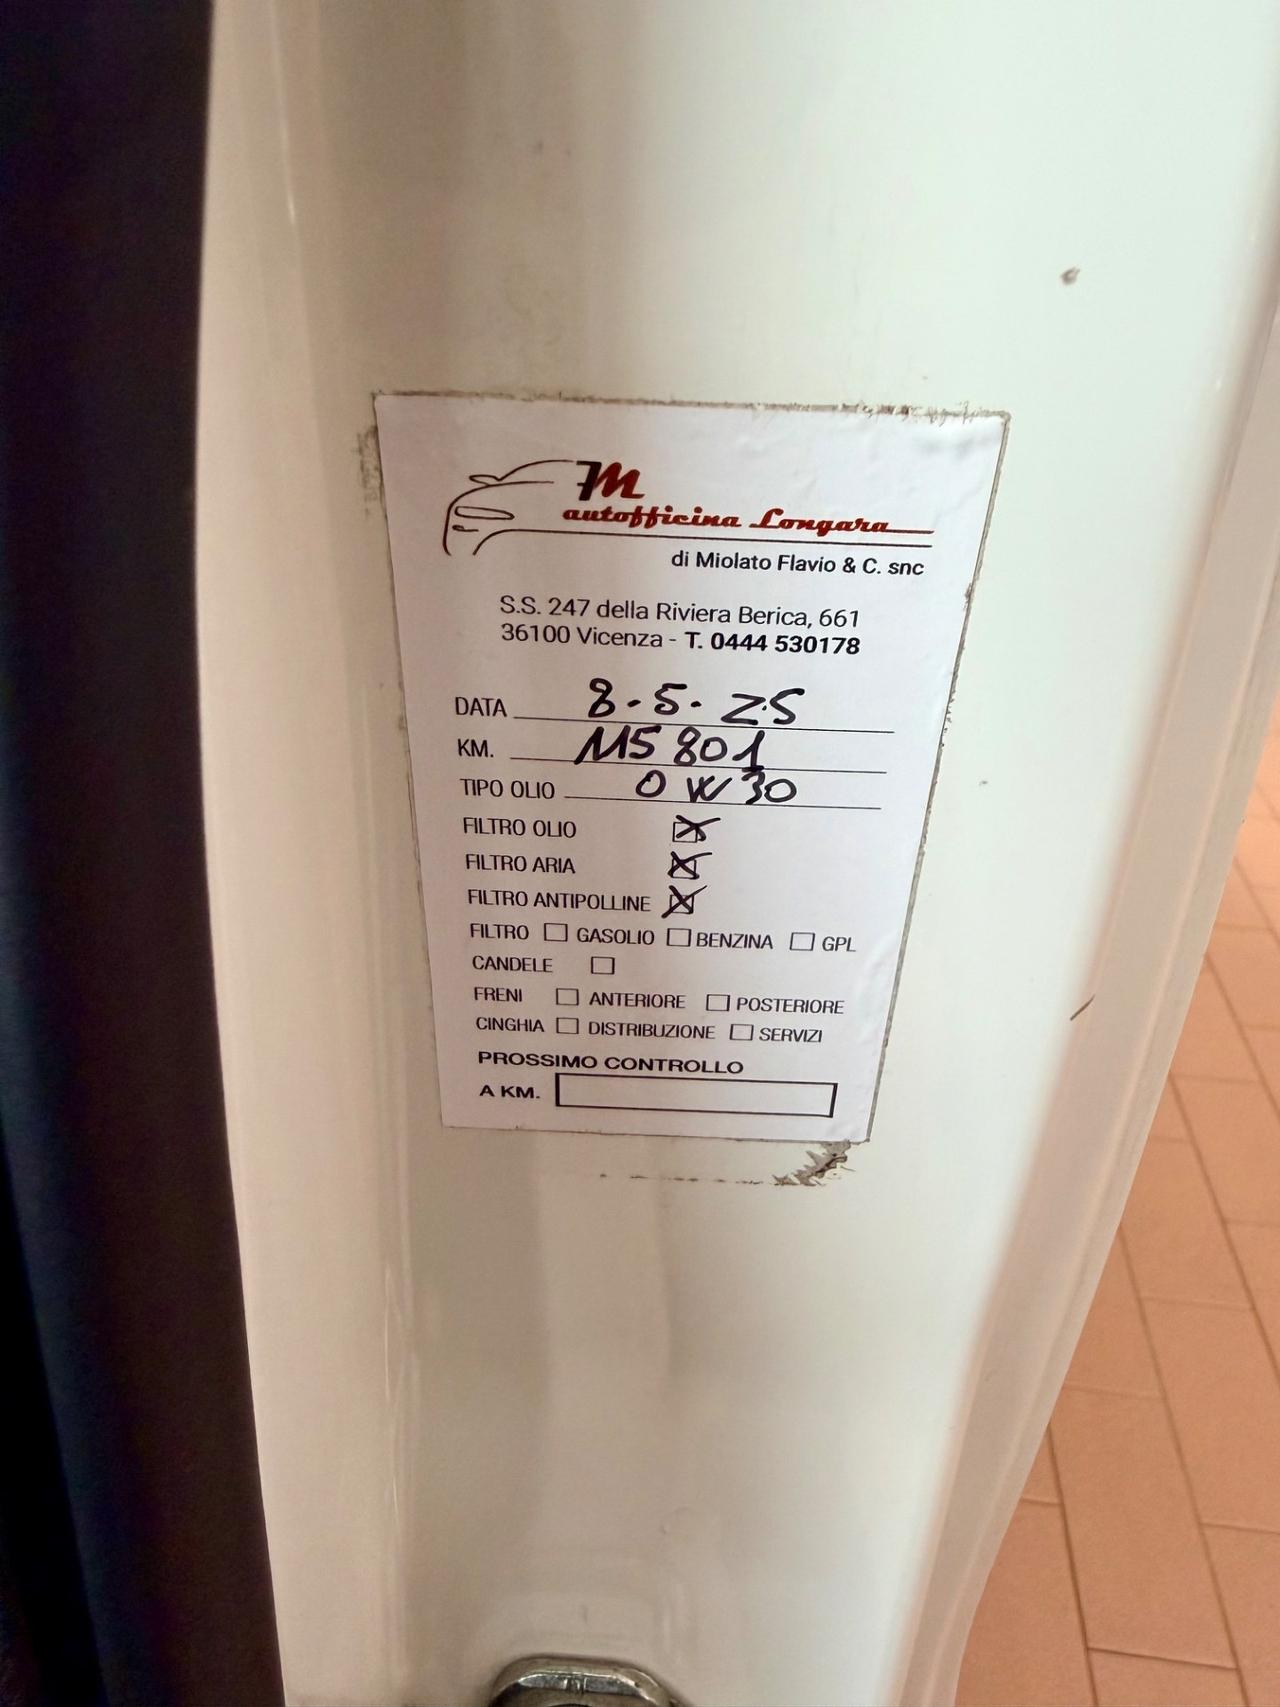 M
autofficina Longara
di Miolato Flavio & C. snc
S.S. 247 della Riviera Berica, 661
36100 Vicenza - T. 0444 530178
DATA 8-5-25
KM. 115801
TIPO OLIO 0W30
FILTRO OLIO ☒
FILTRO ARIA ☒
FILTRO ANTIPOLLINE ☒
FILTRO ☐ GASOLIO ☐ BENZINA ☐ GPL
CANDELE ☐
FRENI ☐ ANTERIORE ☐ POSTERIORE
CINGHIA ☐ DISTRIBUZIONE ☐ SERVIZI
PROSSIMO CONTROLLO
A KM.